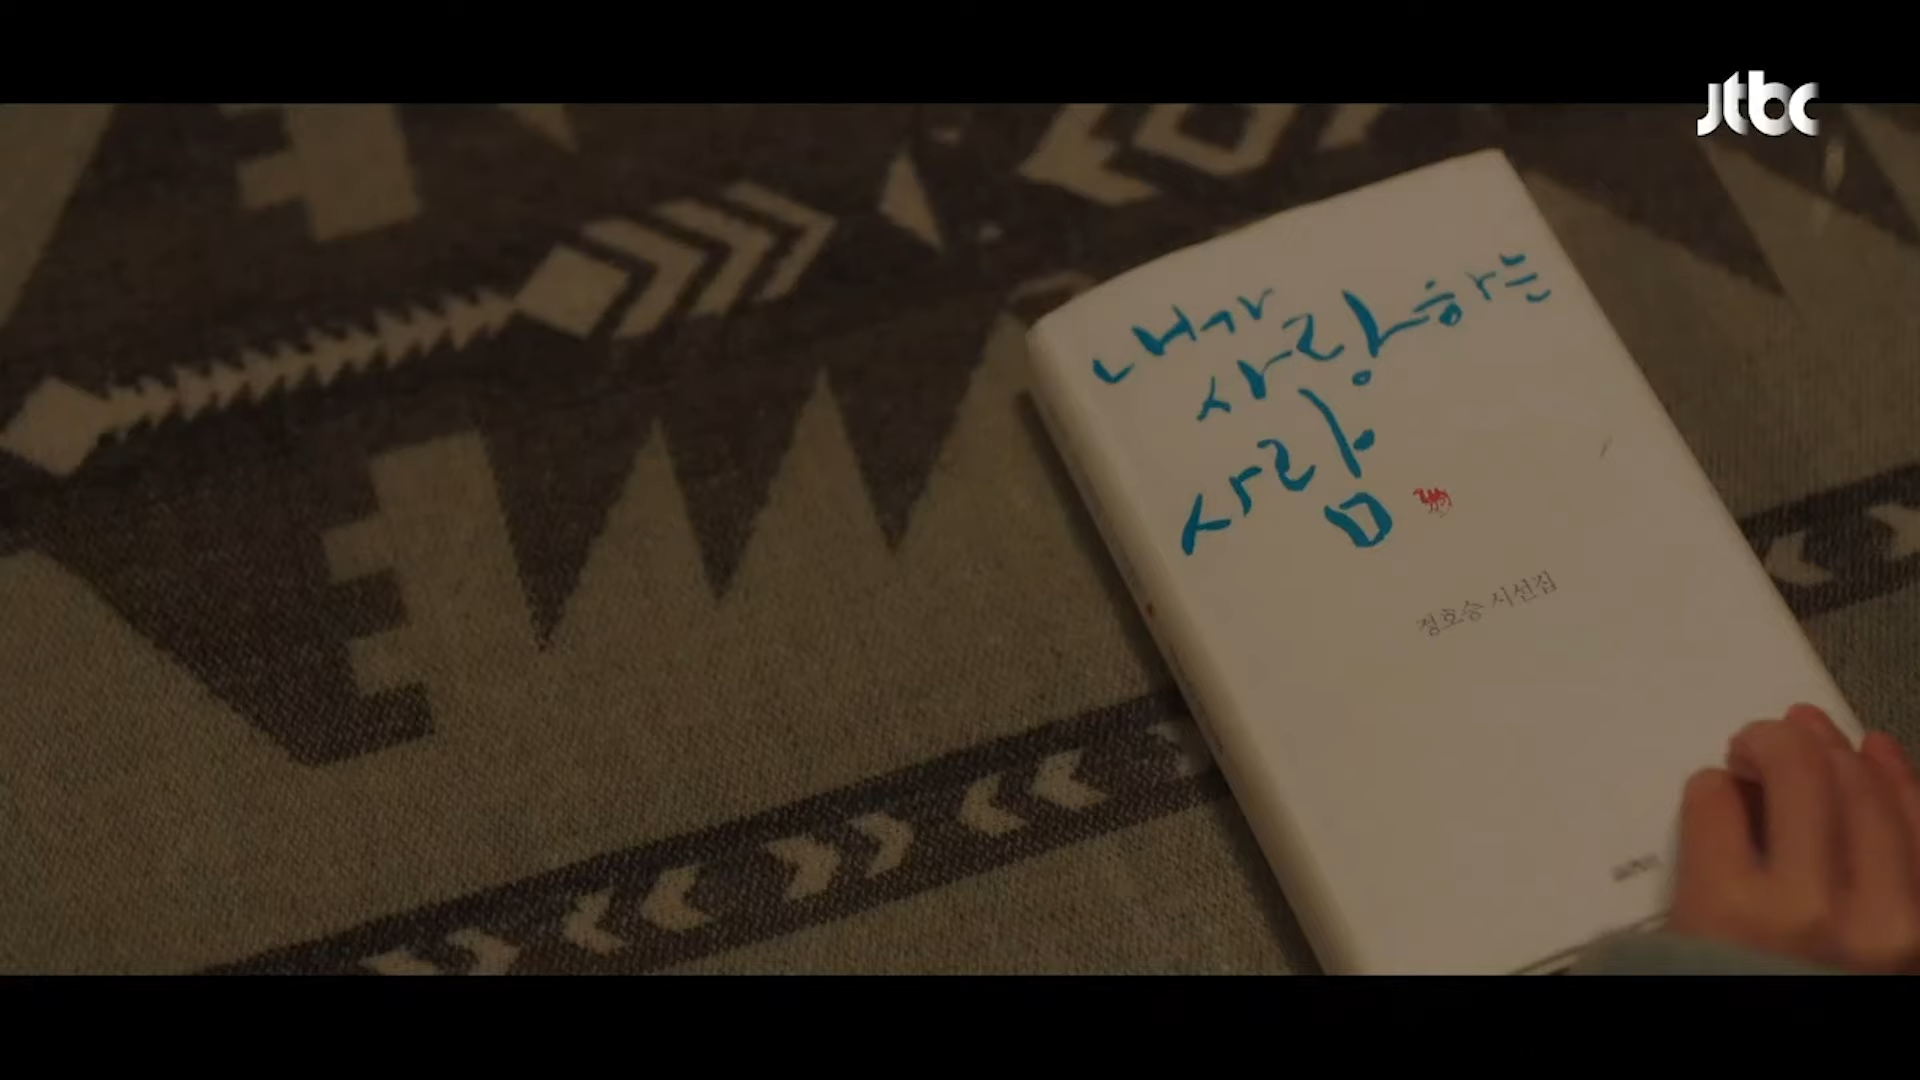 jtbc
내가
사랑하는
사람
정호승 시선집